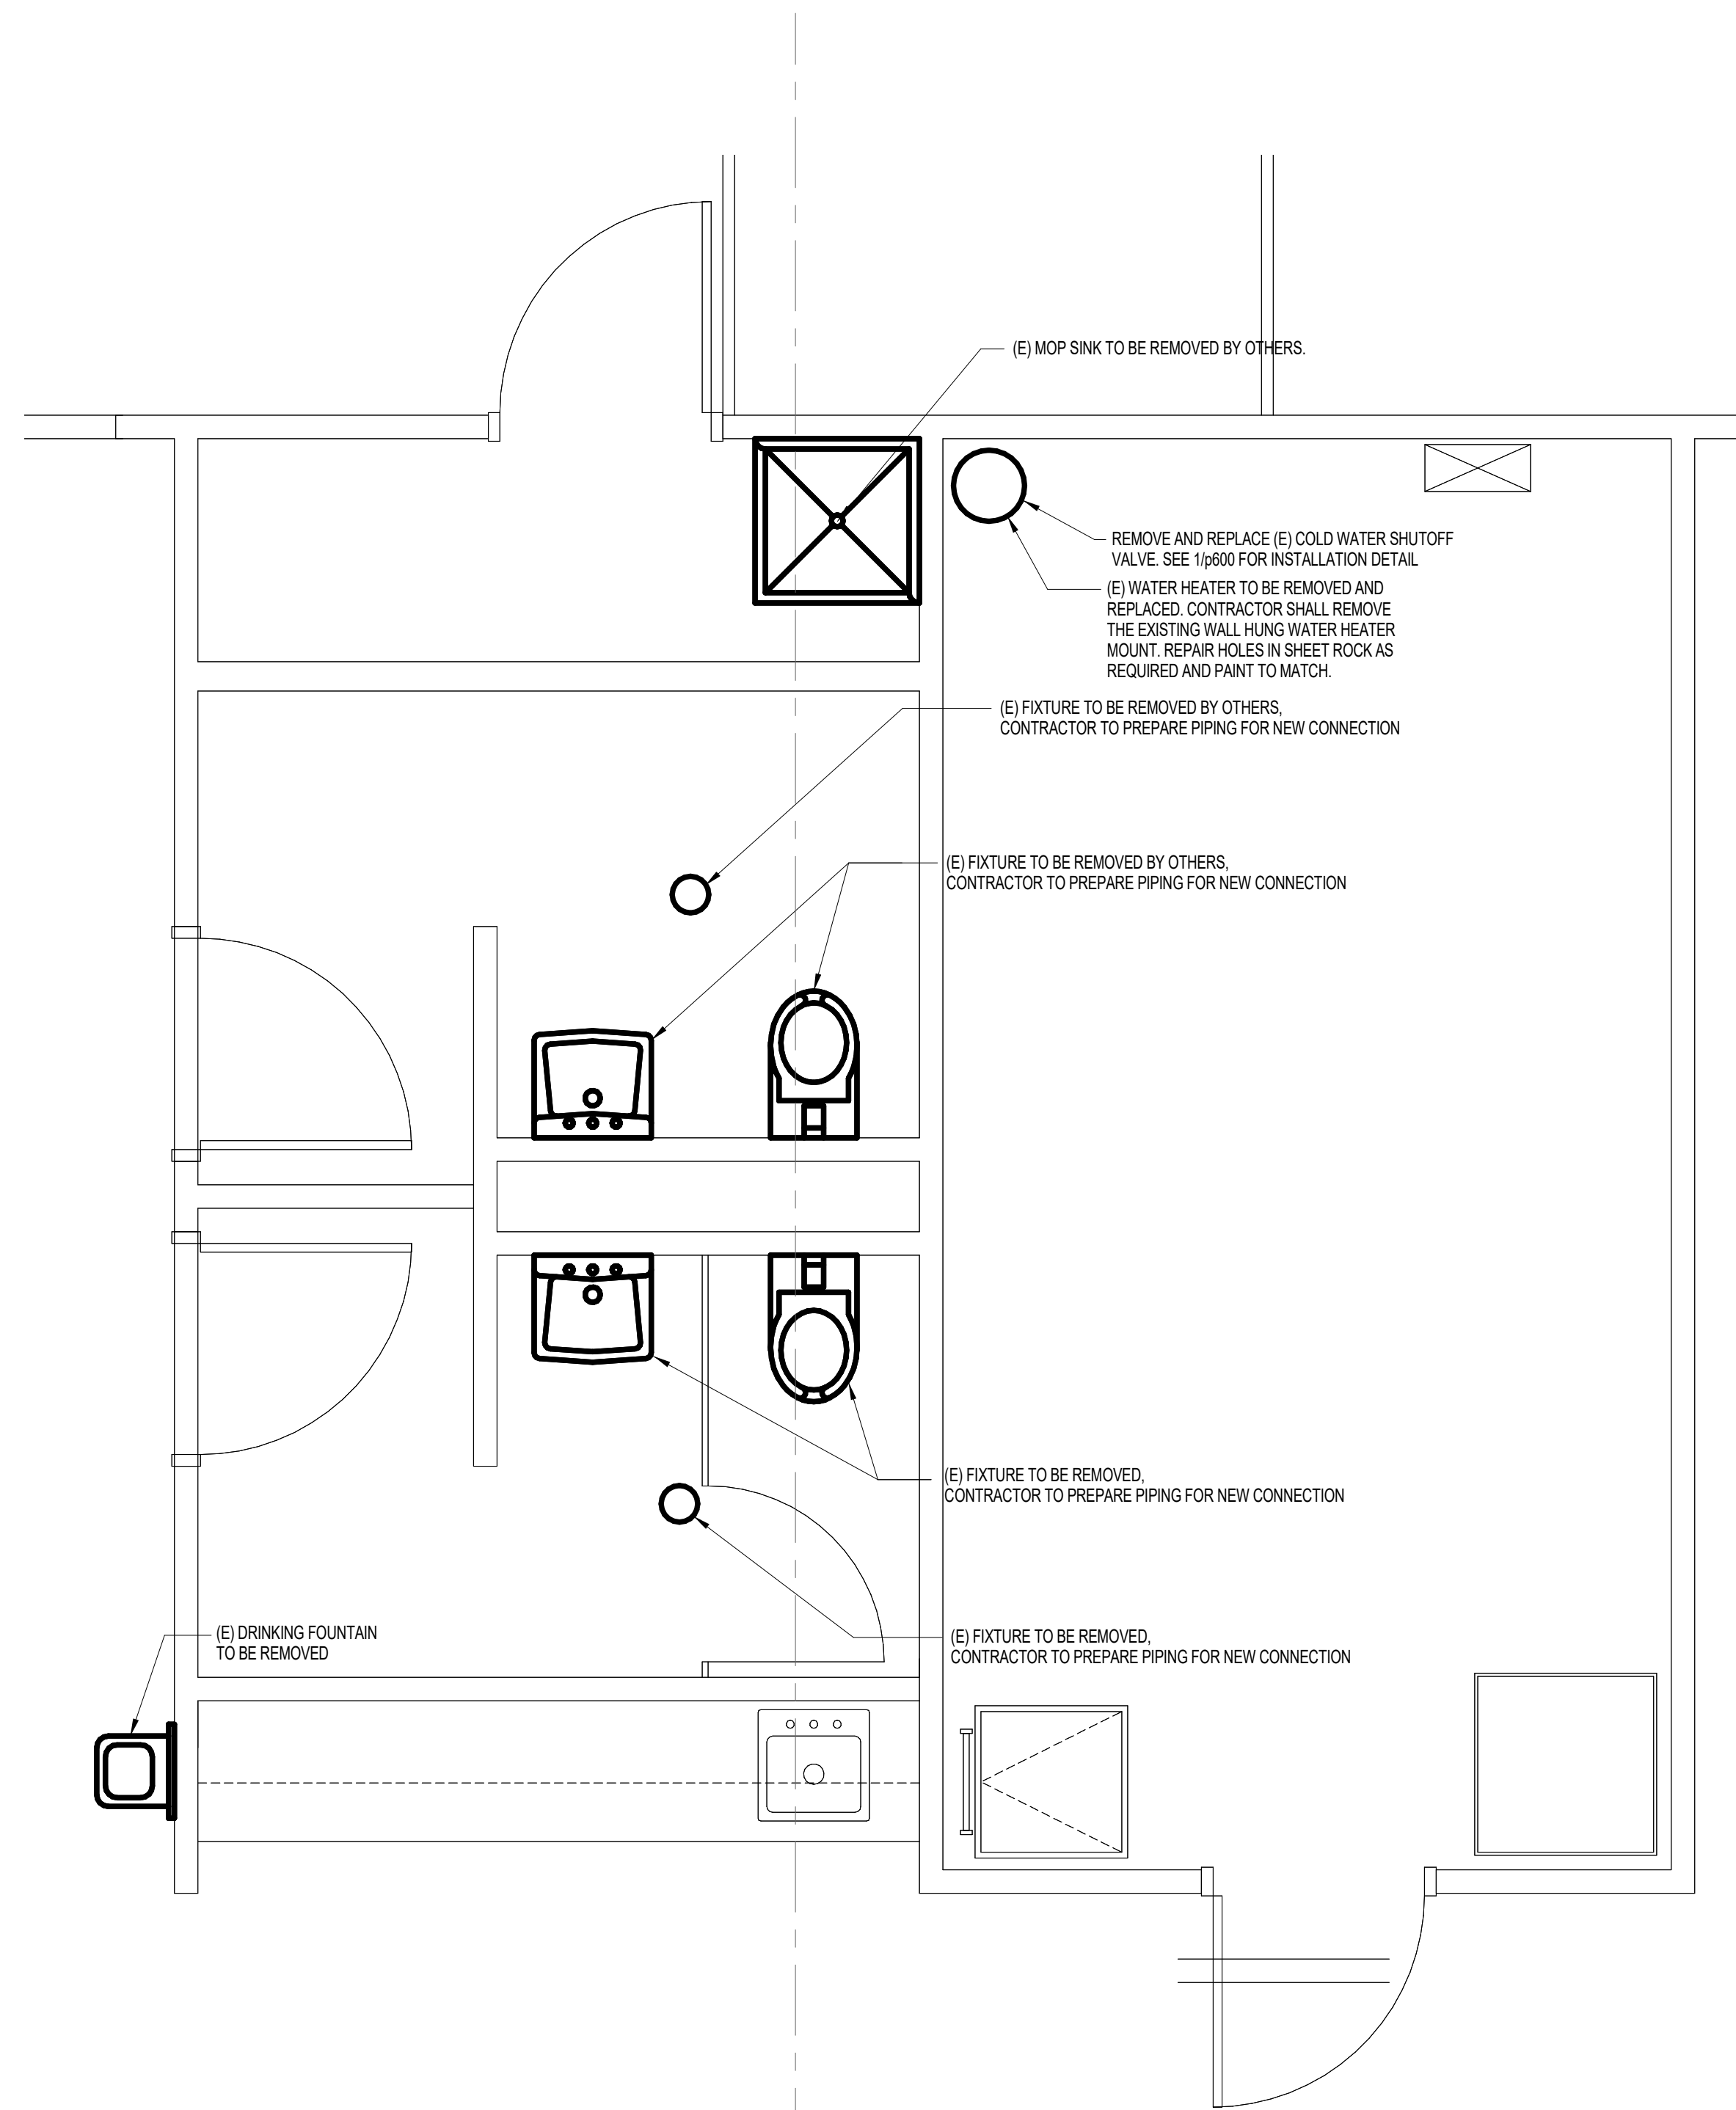 (E) MOP SINK TO BE REMOVED BY OTHERS.
REMOVE AND REPLACE (E) COLD WATER SHUTOFF
VALVE. SEE 1/p600 FOR INSTALLATION DETAIL
(E) WATER HEATER TO BE REMOVED AND
REPLACED. CONTRACTOR SHALL REMOVE
THE EXISTING WALL HUNG WATER HEATER
MOUNT. REPAIR HOLES IN SHEET ROCK AS
REQUIRED AND PAINT TO MATCH.
(E) FIXTURE TO BE REMOVED BY OTHERS,
CONTRACTOR TO PREPARE PIPING FOR NEW CONNECTION
(E) FIXTURE TO BE REMOVED BY OTHERS,
CONTRACTOR TO PREPARE PIPING FOR NEW CONNECTION
(E) FIXTURE TO BE REMOVED,
CONTRACTOR TO PREPARE PIPING FOR NEW CONNECTION
(E) DRINKING FOUNTAIN
TO BE REMOVED
(E) FIXTURE TO BE REMOVED,
CONTRACTOR TO PREPARE PIPING FOR NEW CONNECTION